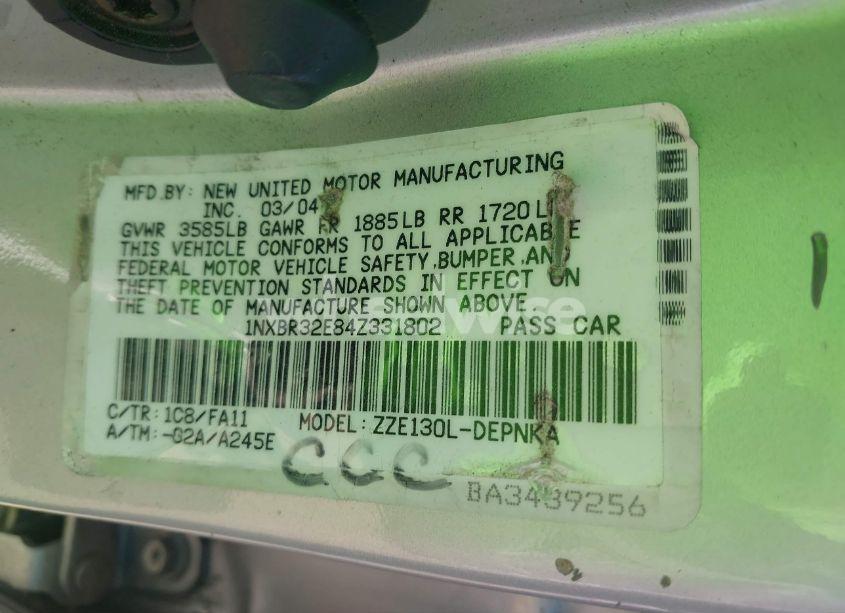 MFD.BY: NEW UNITED MOTOR MANUFACTURING
INC. 03/04
GVWR 3585LB GAWR FR 1885LB RR 1720L
THIS VEHICLE CONFORMS TO ALL APPLICABLE
FEDERAL MOTOR VEHICLE SAFETY,BUMPER,AND
THEFT PREVENTION STANDARDS IN EFFECT ON
THE DATE OF MANUFACTURE SHOWN ABOVE.
1NXBR32E84Z331802 PASS CAR
C/TR:1C8/FA11 MODEL:ZZE130L-DEPNKA
A/TM:-02A/A245E
CCC
BA3439256